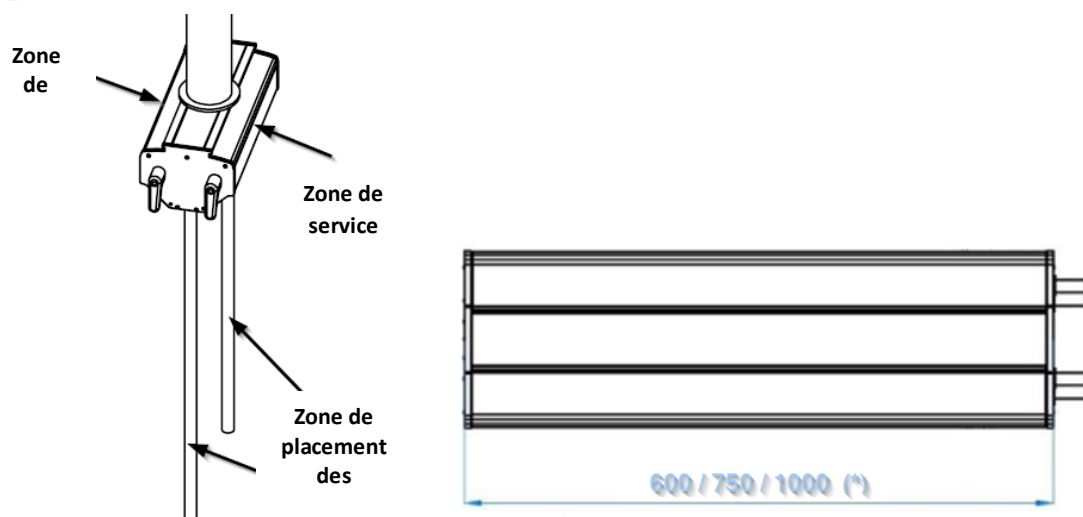 Zone
de
Zone de
service
Zone de
placement
des
600 / 750 / 1000 (*)